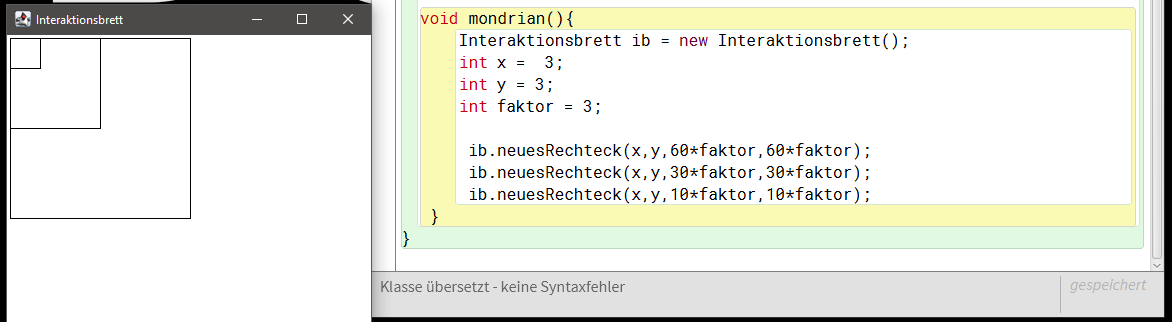 Interaktionsbrett
void mondrian(){
Interaktionsbrett ib = new Interaktionsbrett();
int x =  3;
int y = 3;
int faktor = 3;
ib.neuesRechteck(x,y,60*faktor,60*faktor);
ib.neuesRechteck(x,y,30*faktor,30*faktor);
ib.neuesRechteck(x,y,10*faktor,10*faktor);
}
}
Klasse übersetzt - keine Syntaxfehler
gespeichert